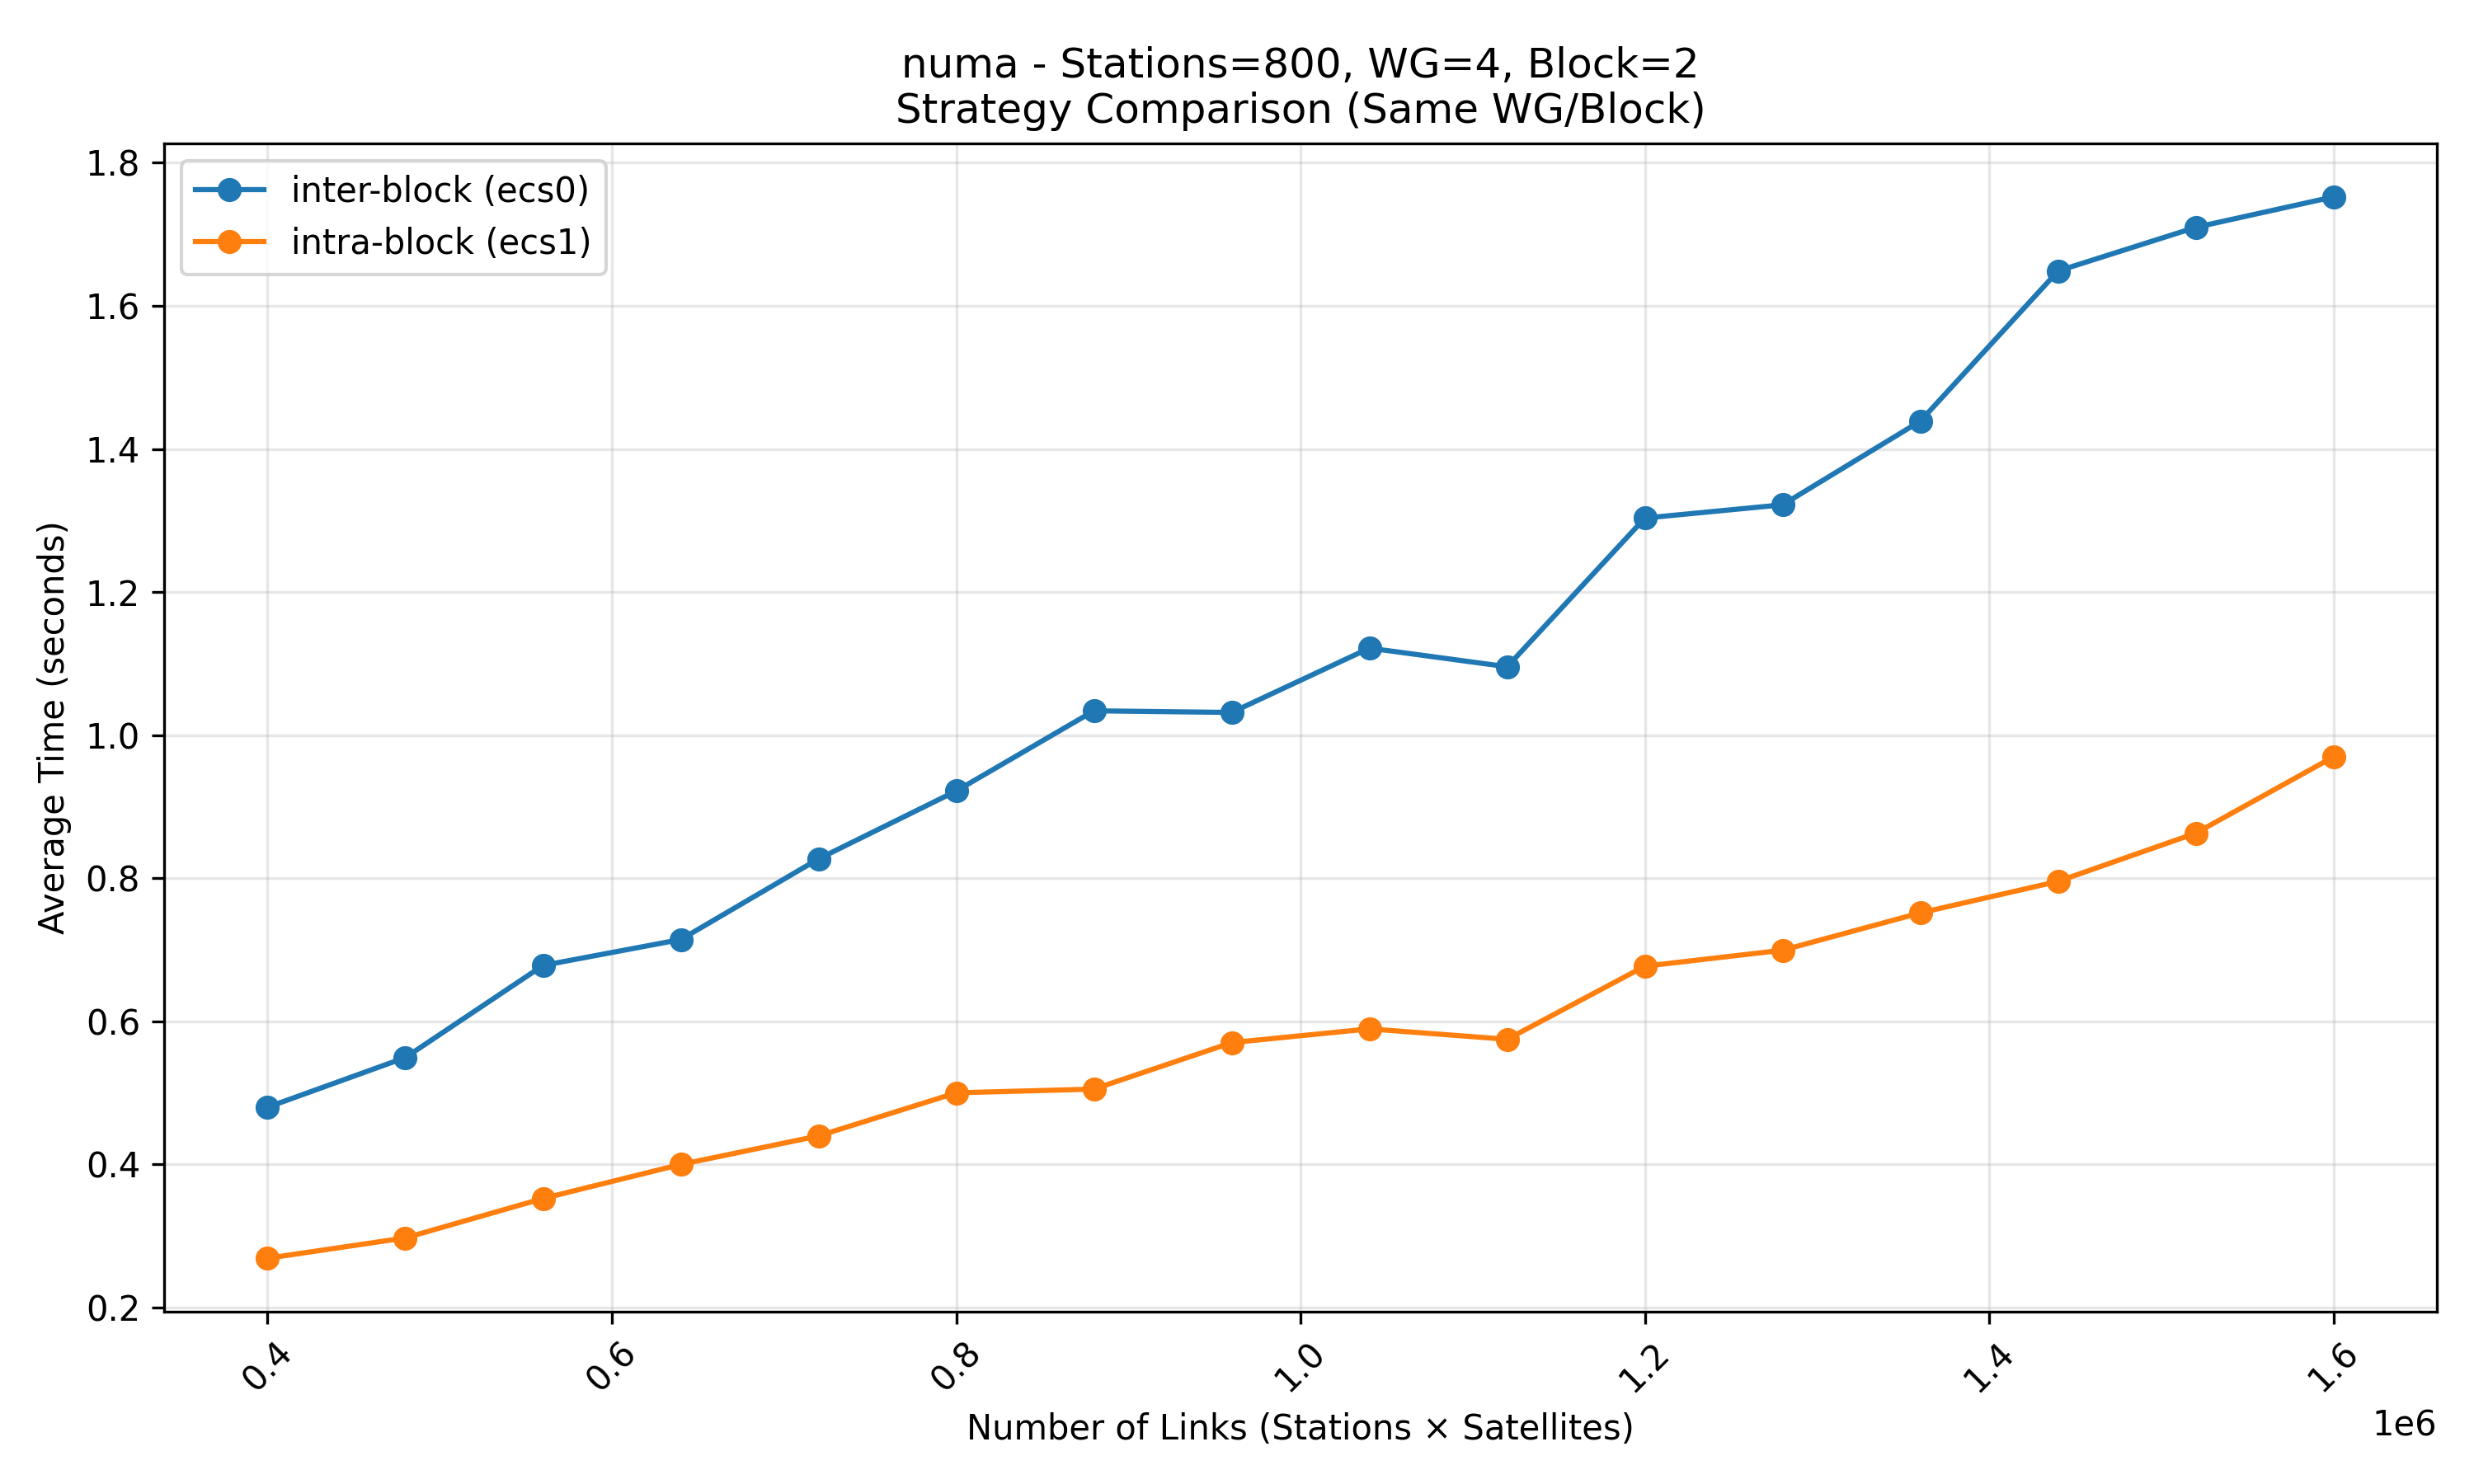 numa - Stations=800, WG=4, Block=2
Strategy Comparison (Same WG/Block)
inter-block (ecs0)
intra-block (ecs1)
Average Time (seconds)
1.8
1.6
1.4
1.2
1.0
0.8
0.6
0.4
0.2
0.4 0.6 0.8 1.0 1.2 1.4 1.6
1e6
Number of Links (Stations × Satellites)